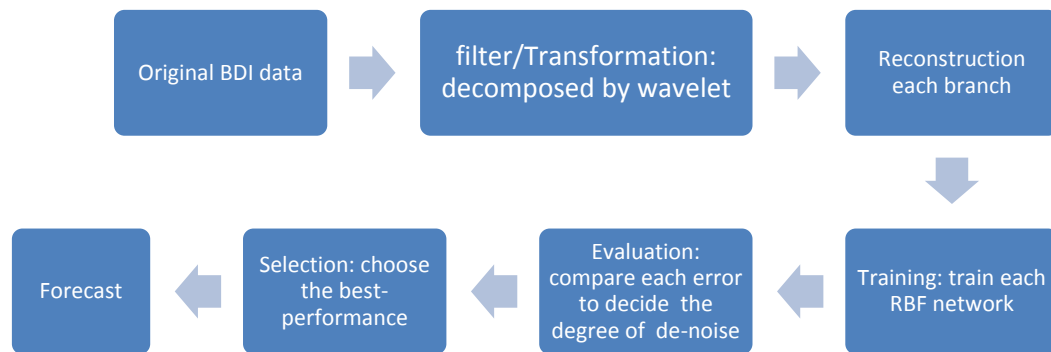 Original BDI data
filter/Transformation:
decomposed by wavelet
Reconstruction
each branch
Training: train each
RBF network
Evaluation:
compare each error
to decide the
degree of de-noise
Selection: choose
the best-
performance
Forecast